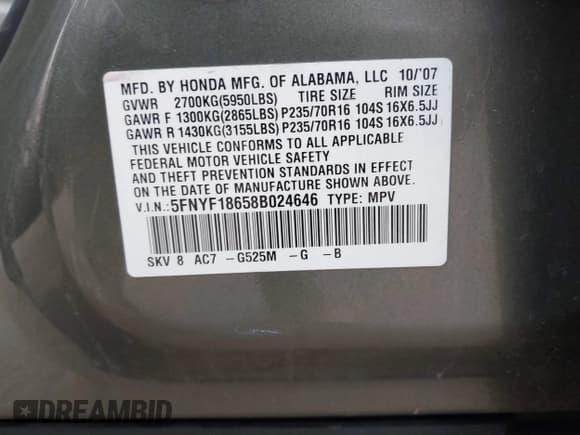 MFD. BY HONDA MFG. OF ALABAMA, LLC 10/'07
GVWR 2700KG(5950LBS) TIRE SIZE RIM SIZE
GAWR F 1300KG(2865LBS) P235/70R16 104S 16X6.5JJ
GAWR R 1430KG(3155LBS) P235/70R16 104S 16X6.5JJ
THIS VEHICLE CONFORMS TO ALL APPLICABLE
FEDERAL MOTOR VEHICLE SAFETY
AND THEFT PREVENTION STANDARDS IN EFFECT
ON THE DATE OF MANUFACTURE SHOWN ABOVE.
V.I.N.:5FNYF18658B024646 TYPE: MPV
SKV 8 AC7 -G525M -G -B
DREAMBID